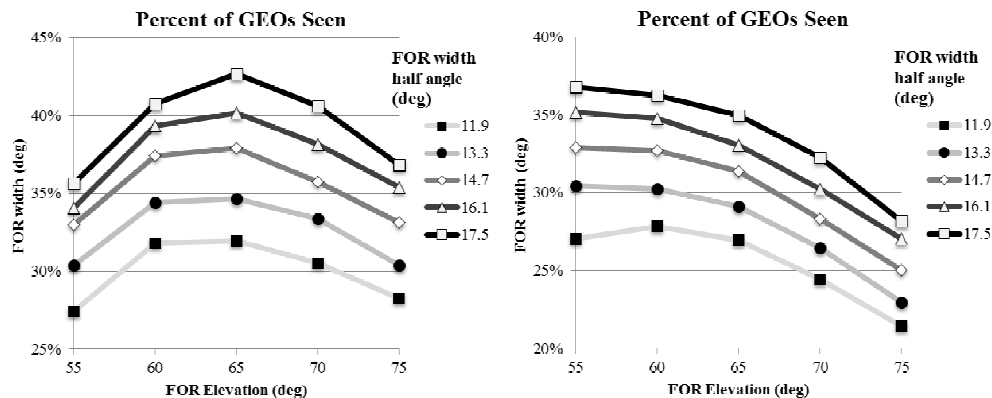 Percent of GEOs Seen
45%
40%
35%
30%
25%
FOR width (deg)
55 60 65 70 75
FOR Elevation (deg)
FOR width
half angle
(deg)
11.9
13.3
14.7
16.1
17.5
Percent of GEOs Seen
40%
35%
30%
25%
20%
FOR width (deg)
55 60 65 70 75
FOR Elevation (deg)
FOR width
half angle
(deg)
11.9
13.3
14.7
16.1
17.5